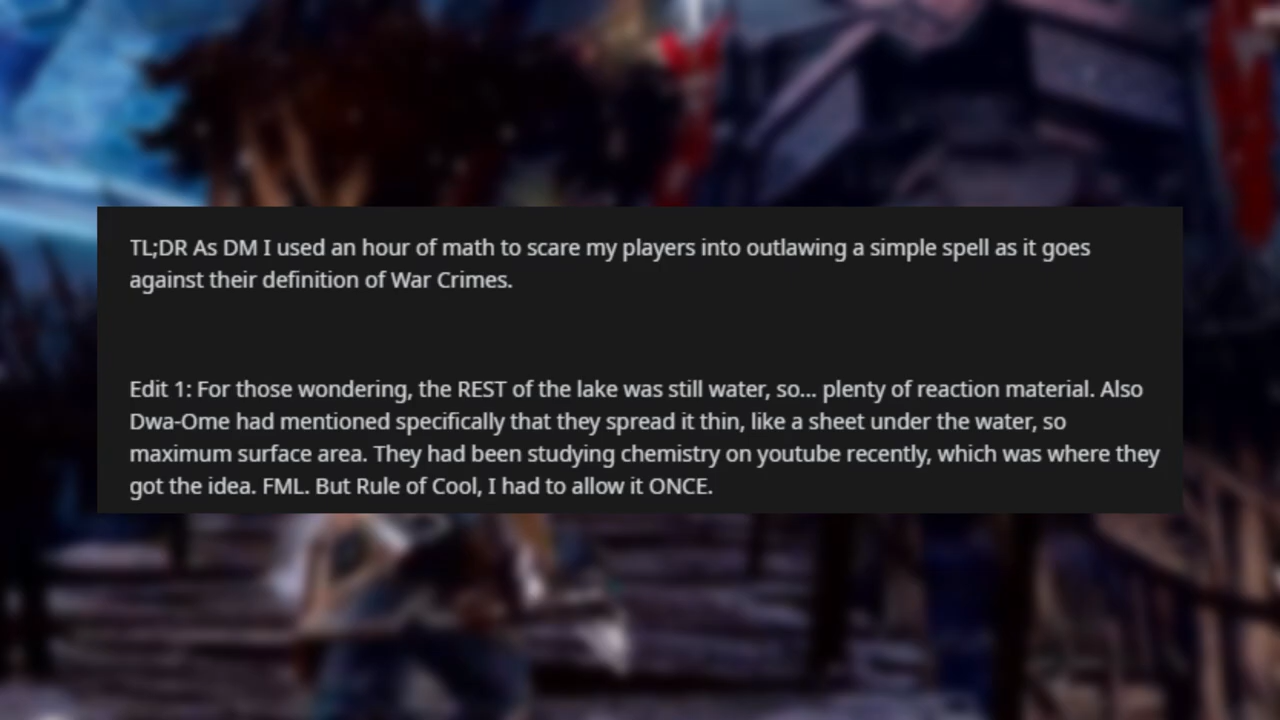 TL;DR As DM I used an hour of math to scare my players into outlawing a simple spell as it goes
against their definition of War Crimes.
Edit 1: For those wondering, the REST of the lake was still water, so... plenty of reaction material. Also
Dwa-Ome had mentioned specifically that they spread it thin, like a sheet under the water, so
maximum surface area. They had been studying chemistry on youtube recently, which was where they
got the idea. FML. But Rule of Cool, I had to allow it ONCE.